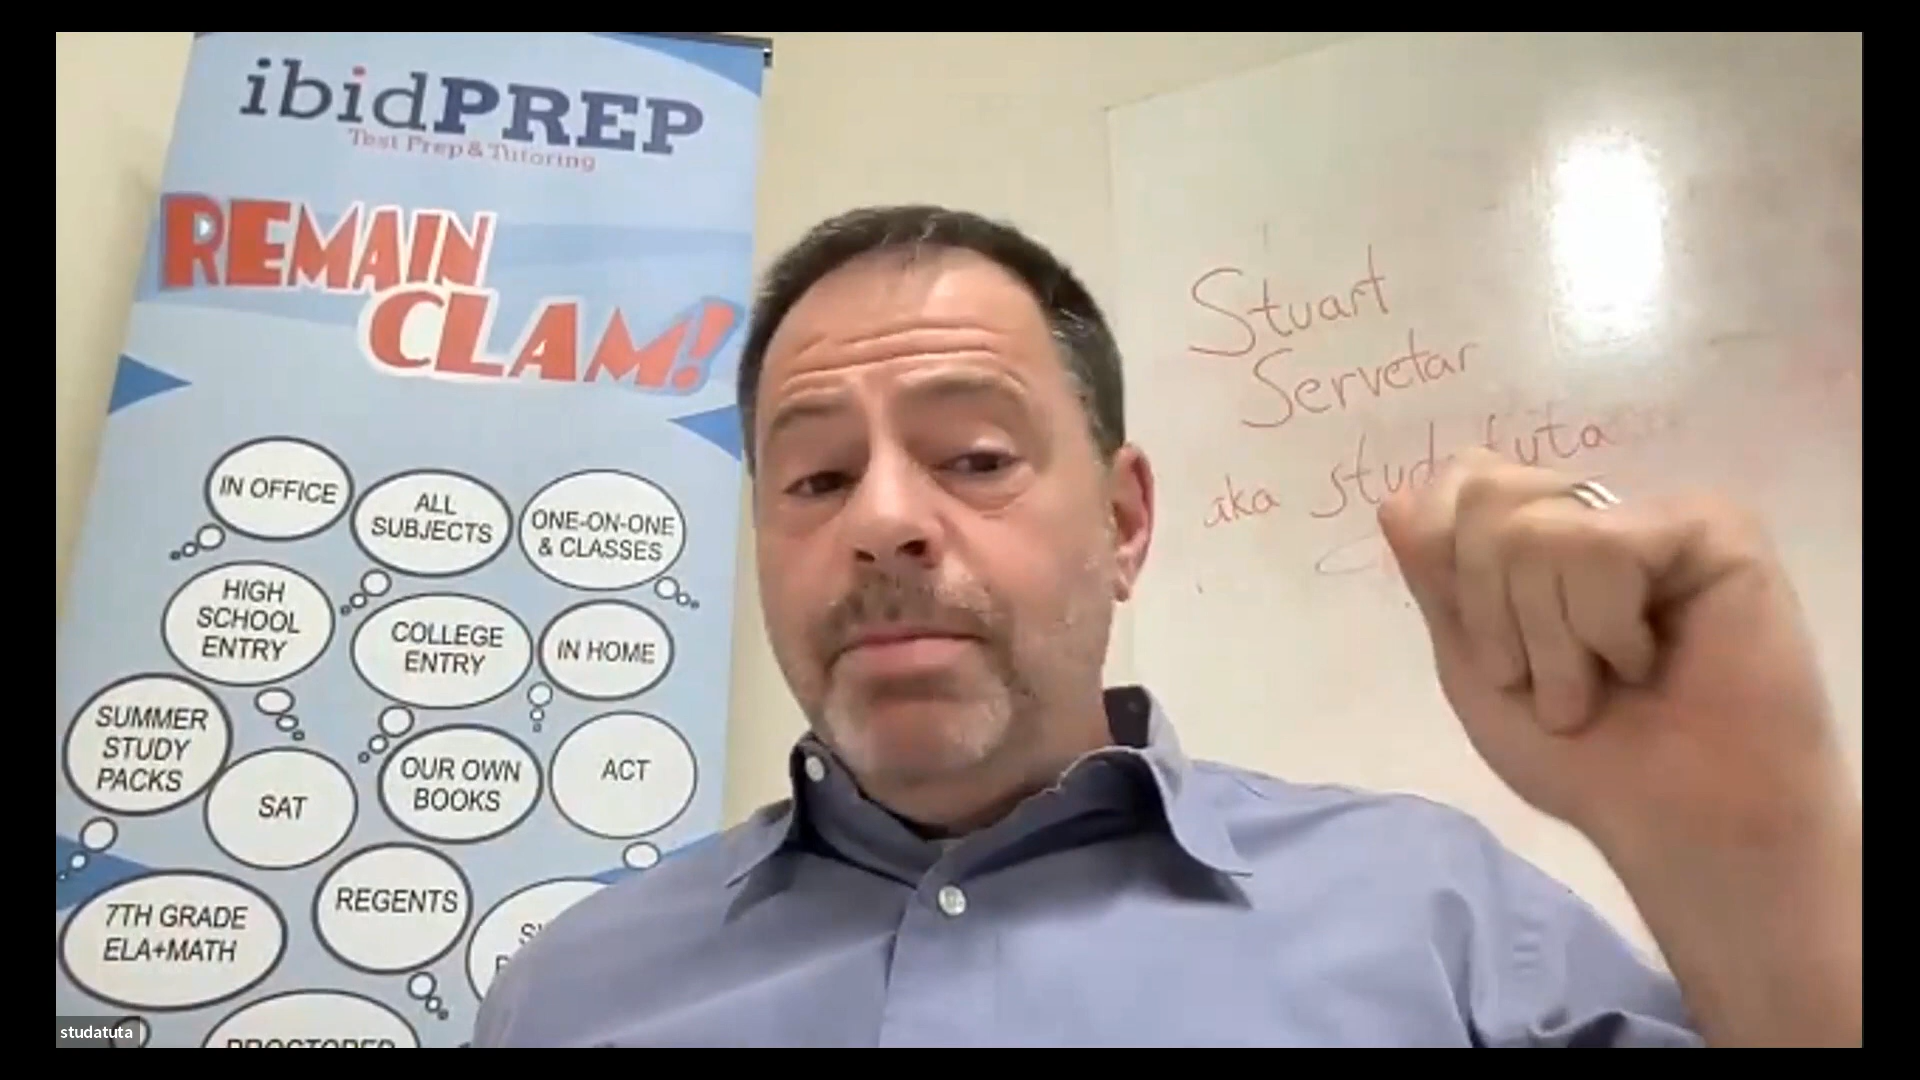 ibidPREP
Test Prep & Tutoring
REMAIN
CLAM!
IN OFFICE
ALL
SUBJECTS
ONE-ON-ONE
& CLASSES
HIGH
SCHOOL
ENTRY
COLLEGE
ENTRY
IN HOME
SUMMER
STUDY
PACKS
SAT
OUR OWN
BOOKS
ACT
7TH GRADE
ELA+MATH
REGENTS
PROCTORED
Stuart
Servetar
aka
studatuta